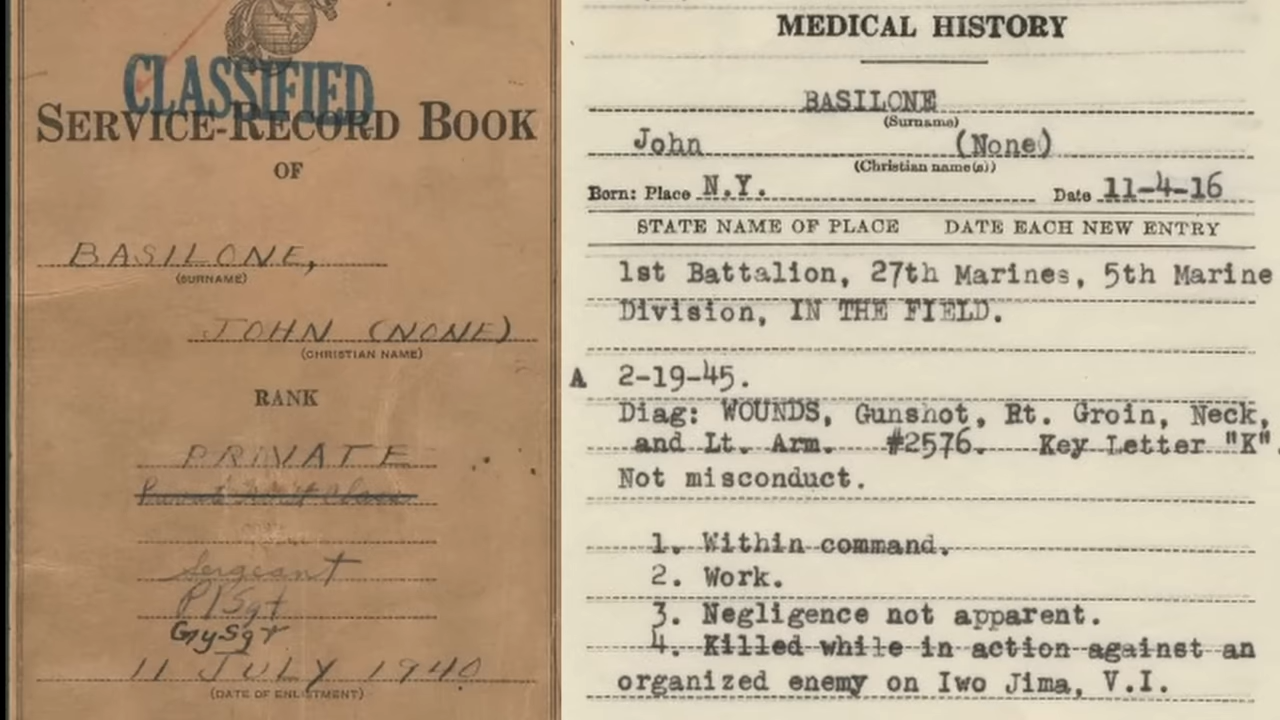 CLASSIFIED
SERVICE-RECORD BOOK
OF
BASILONE,
(SURNAME)
JOHN (NONE)
(CHRISTIAN NAME)
RANK
PRIVATE
Private First Class
Sergeant
PlSgt
GySgt
11 JULY 1940
(DATE OF ENLISTMENT)
MEDICAL HISTORY
BASILONE
(Surname)
John (None)
(Christian name(s))
Born: Place N.Y. Date 11-4-16
STATE NAME OF PLACE DATE EACH NEW ENTRY
1st Battalion, 27th Marines, 5th Marine
Division, IN THE FIELD.
A 2-19-45.
Diag: WOUNDS, Gunshot, Rt. Groin, Neck,
and Lt. Arm. #2576. Key Letter "K".
Not misconduct.
1. Within command.
2. Work.
3. Negligence not apparent.
4. Killed while in action against an
organized enemy on Iwo Jima, V.I.